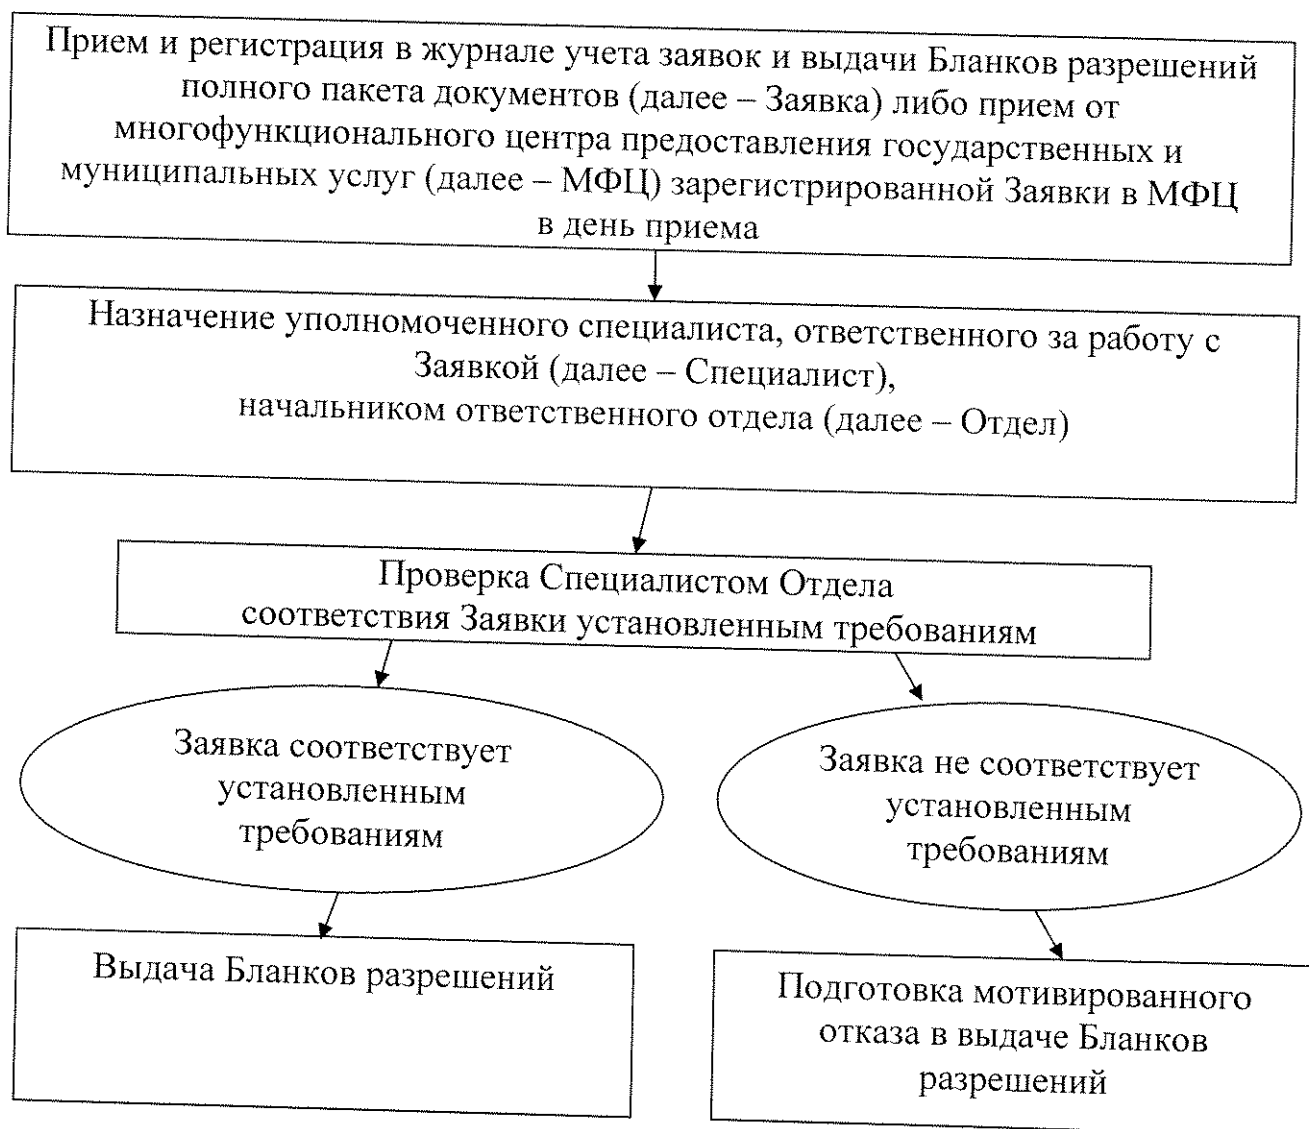 Прием и регистрация в журнале учета заявок и выдачи Бланков разрешений
полного пакета документов (далее – Заявка) либо прием от
многофункционального центра предоставления государственных и
муниципальных услуг (далее – МФЦ) зарегистрированной Заявки в МФЦ
в день приема
Назначение уполномоченного специалиста, ответственного за работу с
Заявкой (далее – Специалист),
начальником ответственного отдела (далее – Отдел)
Проверка Специалистом Отдела
соответствия Заявки установленным требованиям
Заявка соответствует
установленным
требованиям
Заявка не соответствует
установленным
требованиям
Выдача Бланков разрешений
Подготовка мотивированного
отказа в выдаче Бланков
разрешений